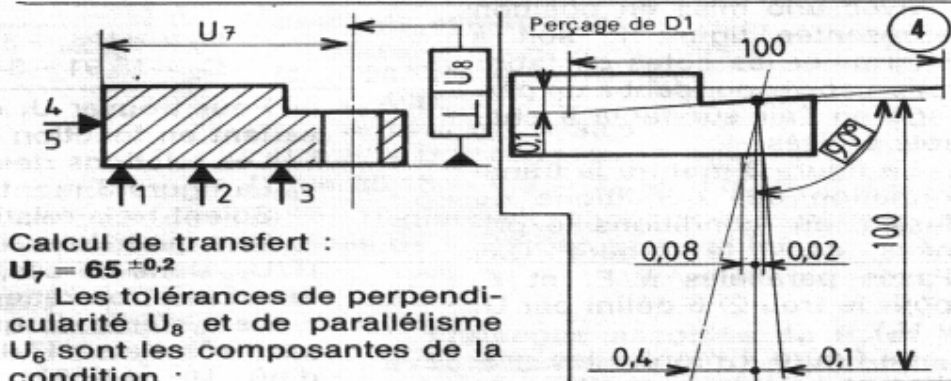 U7
U8
⊥
4
5
1
2
3
Perçage de D1
100
4
0,1
90°
0,08
0,02
100
0,4
0,1
Calcul de transfert :
U7 = 65 ±0,2
Les tolérances de perpendi-
cularité U8 et de parallélisme
U6 sont les composantes de la
condition :